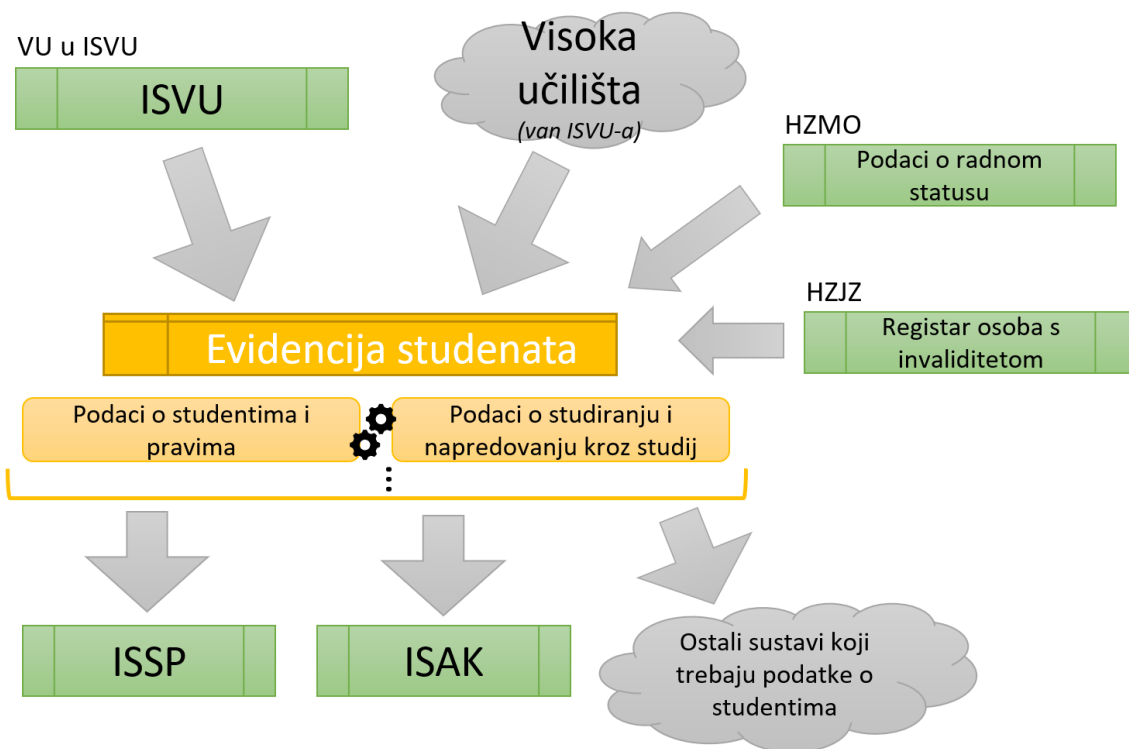 VU u ISVU
ISVU
Visoka
učilišta
(van ISVU-a)
HZMO
Podaci o radnom
statusu
HZJZ
Registar osoba s
invaliditetom
Evidencija studenata
Podaci o studentima i
pravima
Podaci o studiranju i
napredovanju kroz studij
ISSP
ISAK
Ostali sustavi koji
trebaju podatke o
studentima